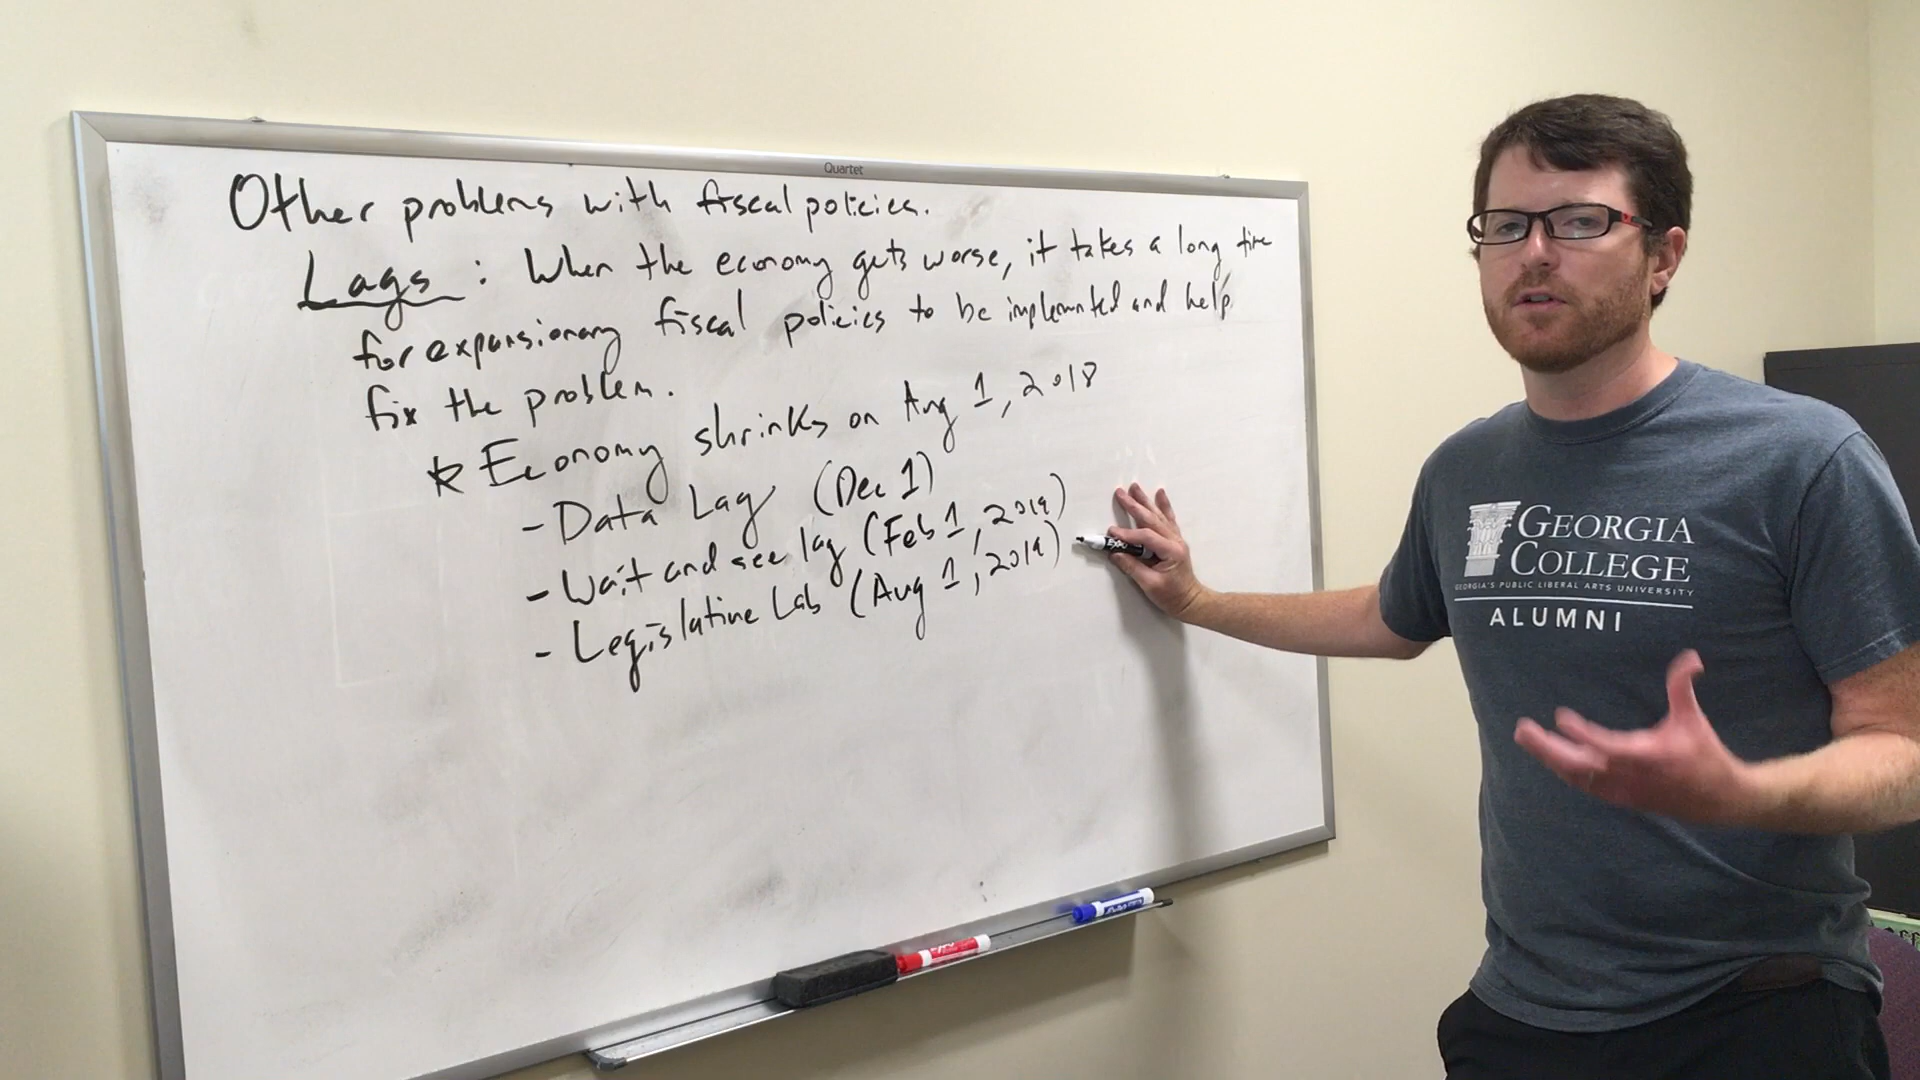 Quartet
Other problems with fiscal policies.
Lags : When the economy gets worse, it takes a long time
for expansionary fiscal policies to be implemented and help
fix the problem.
* Economy shrinks on Aug 1, 2018
- Data Lag (Dec 1)
- Wait and see lag (Feb 1, 2019)
- Legislative Lab (Aug 1, 2019)
GEORGIA
COLLEGE
GEORGIA'S PUBLIC LIBERAL ARTS UNIVERSITY
ALUMNI
EXPO
EXPO